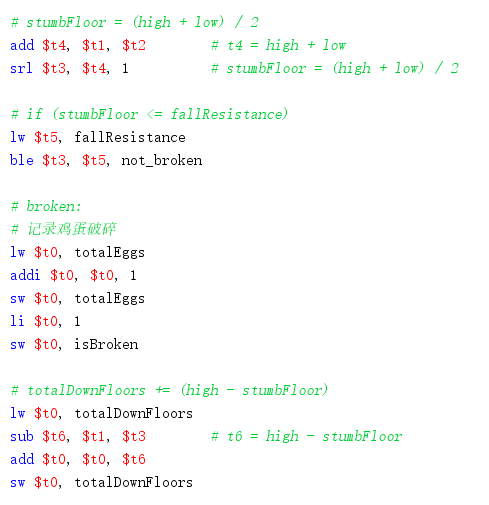 # stumbFloor = (high + low) / 2
add $t4, $t1, $t2 # t4 = high + low
srl $t3, $t4, 1 # stumbFloor = (high + low) / 2
# if (stumbFloor <= fallResistance)
lw $t5, fallResistance
ble $t3, $t5, not_broken
# broken:
# 记录鸡蛋破碎
lw $t0, totalEggs
addi $t0, $t0, 1
sw $t0, totalEggs
li $t0, 1
sw $t0, isBroken
# totalDownFloors += (high - stumbFloor)
lw $t0, totalDownFloors
sub $t6, $t1, $t3 # t6 = high - stumbFloor
add $t0, $t0, $t6
sw $t0, totalDownFloors